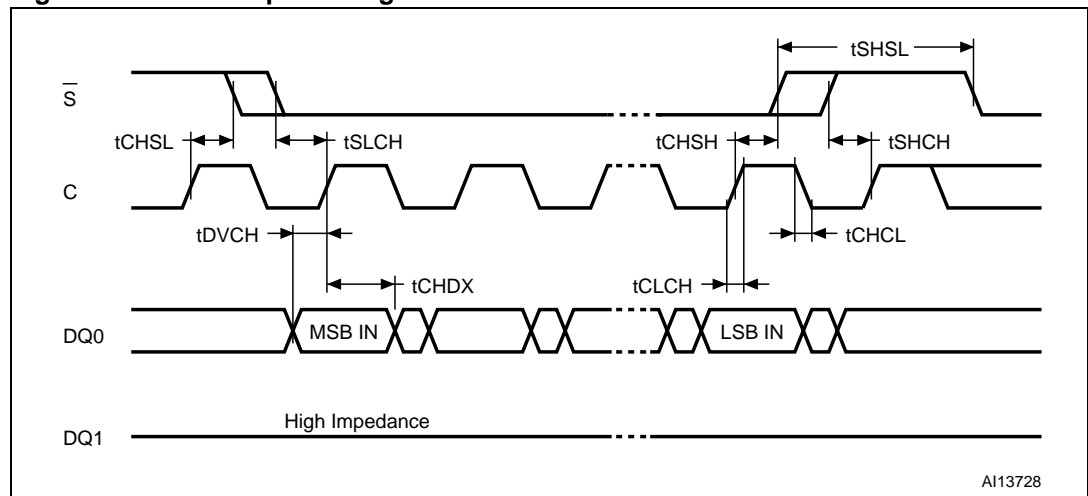 tSHSL
S
tCHSL
tSLCH
tCHSH
tSHCH
C
tDVCH
tCHCL
tCHDX
tCLCH
DQ0
MSB IN
LSB IN
High Impedance
DQ1
AI13728